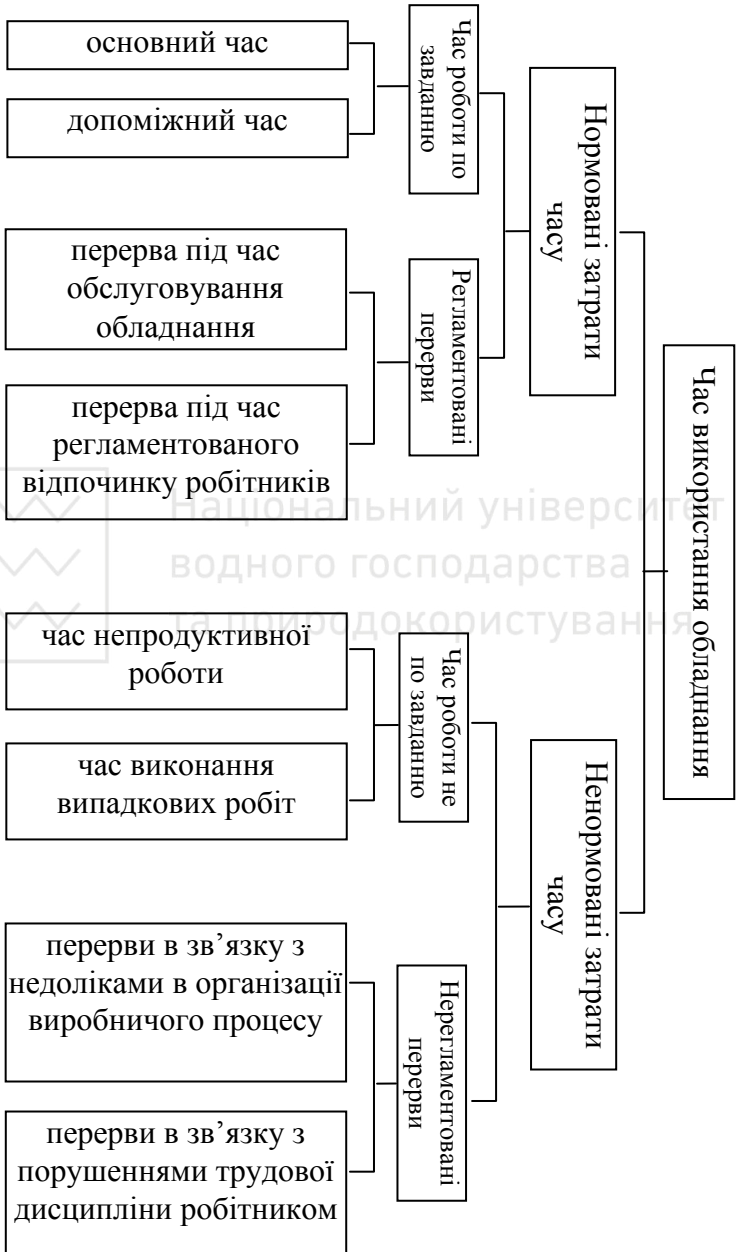 Час використання обладнання
Нормовані затрати
часу
Ненормовані затрати
часу
Час роботи по
завданню
Регламентовані
перерви
Час роботи не
по завданню
Нерегламентовані
перерви
основний час
допоміжний час
перерва під час
обслуговування
обладнання
перерва під час
регламентованого
відпочинку робітників
час непродуктивної
роботи
час виконання
випадкових робіт
перерви в зв’язку з
недоліками в організації
виробничого процесу
перерви в зв’язку з
порушеннями трудової
дисципліни робітником
Національний університет
водного господарства
та природокористування